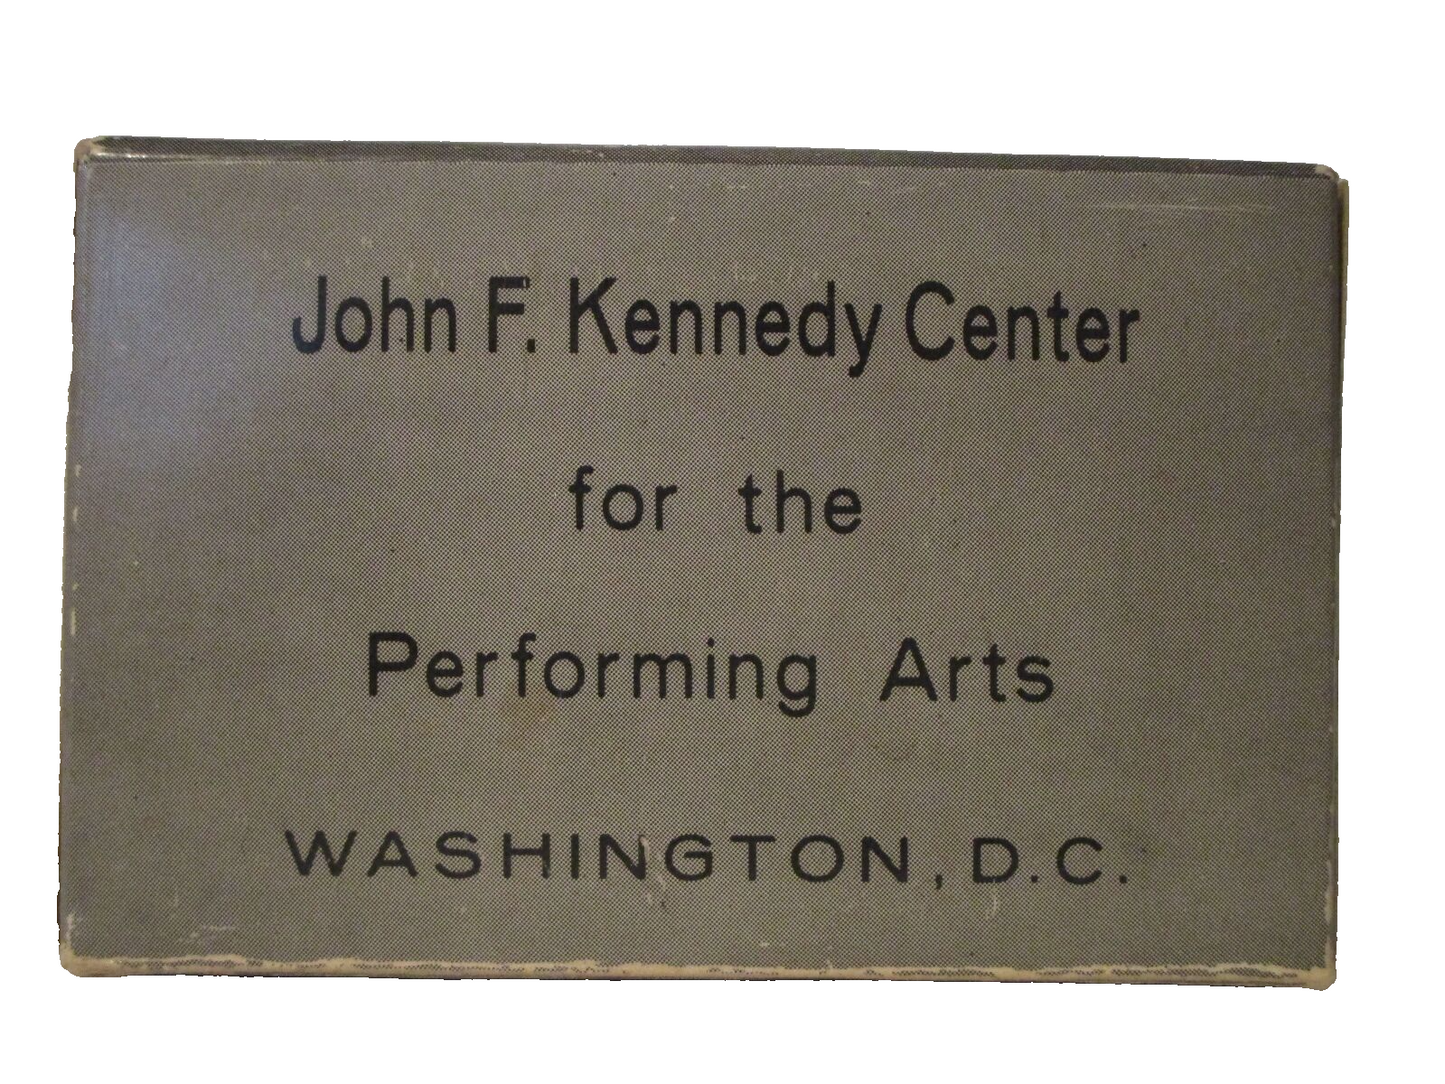 John F. Kennedy Center
for the
Performing Arts
WASHINGTON, D.C.